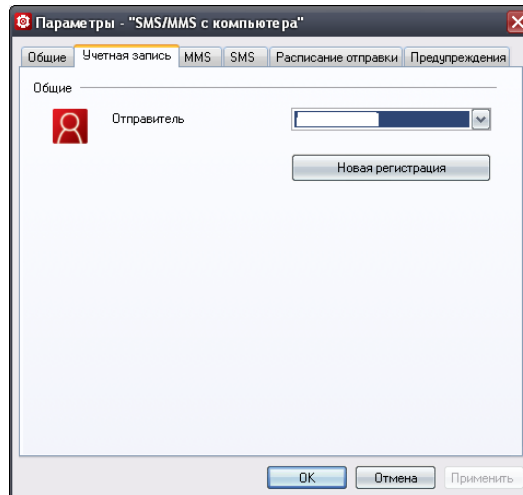 Параметры - "SMS/MMS с компьютера"
Общие Учетная запись MMS SMS Расписание отправки Предупреждения
Общие
Отправитель
Новая регистрация
OK Отмена Применить